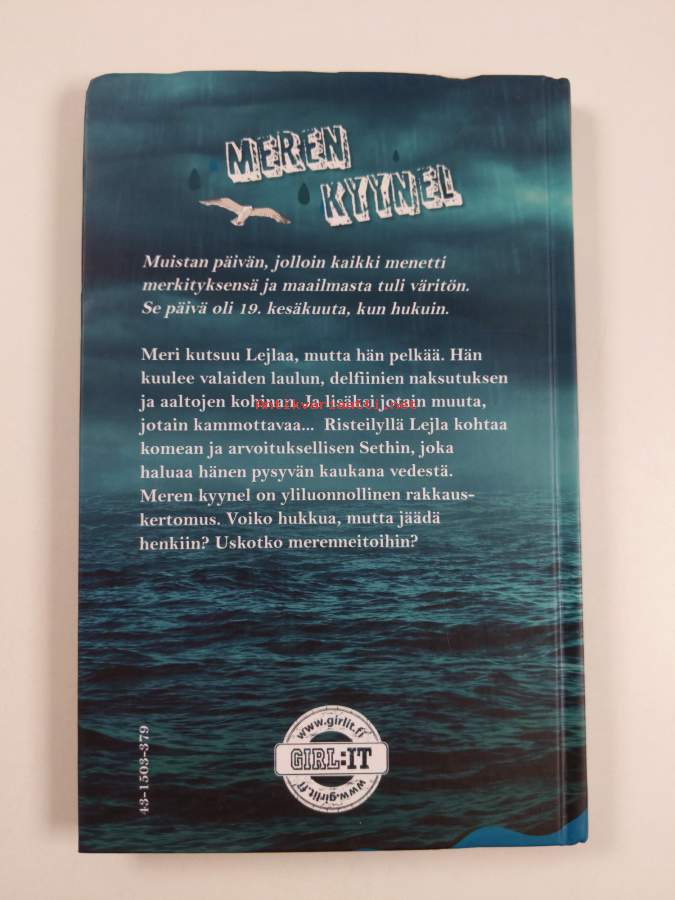 MEREN
KYYNEL
Muistan päivän, jolloin kaikki menetti
merkityksensä ja maailmasta tuli väritön.
Se päivä oli 19. kesäkuuta, kun hukuin.
Meri kutsuu Lejlaa, mutta hän pelkää. Hän
kuulee valaiden laulun, delfiinien naksutuksen
ja aaltojen kohinan. Ja lisäksi jotain muuta,
Antikvariaatti.net
jotain kammottavaa... Risteilyllä Lejla kohtaa
komean ja arvoituksellisen Sethin, joka
haluaa hänen pysyvän kaukana vedestä.
Meren kyynel on yliluonnollinen rakkaus-
kertomus. Voiko hukkua, mutta jäädä
henkiin? Uskotko merenneitoihin?
www.girlit.fi
GIRL:IT
www.girlit.fi
43-1503-379